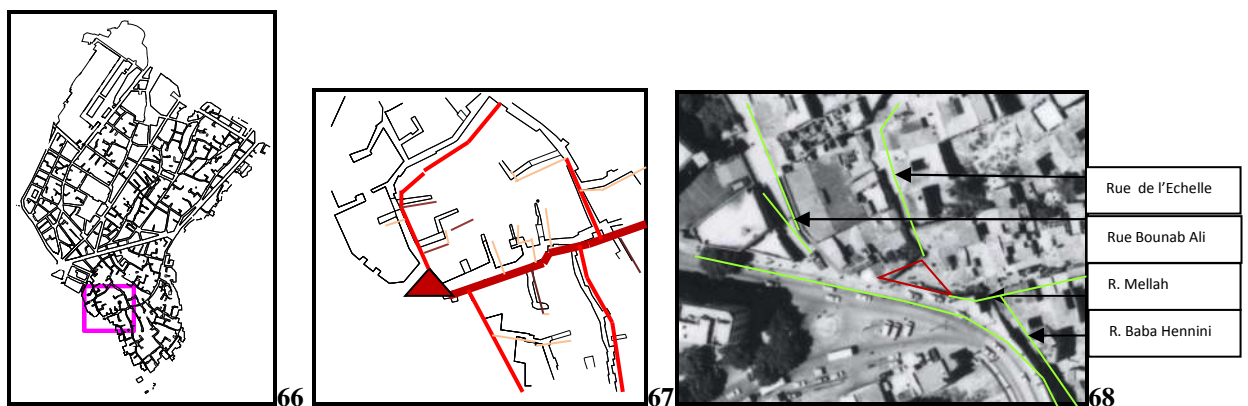 Rue de l'Echelle
Rue Bounab Ali
R. Mellah
R. Baba Hennini
66
67
68